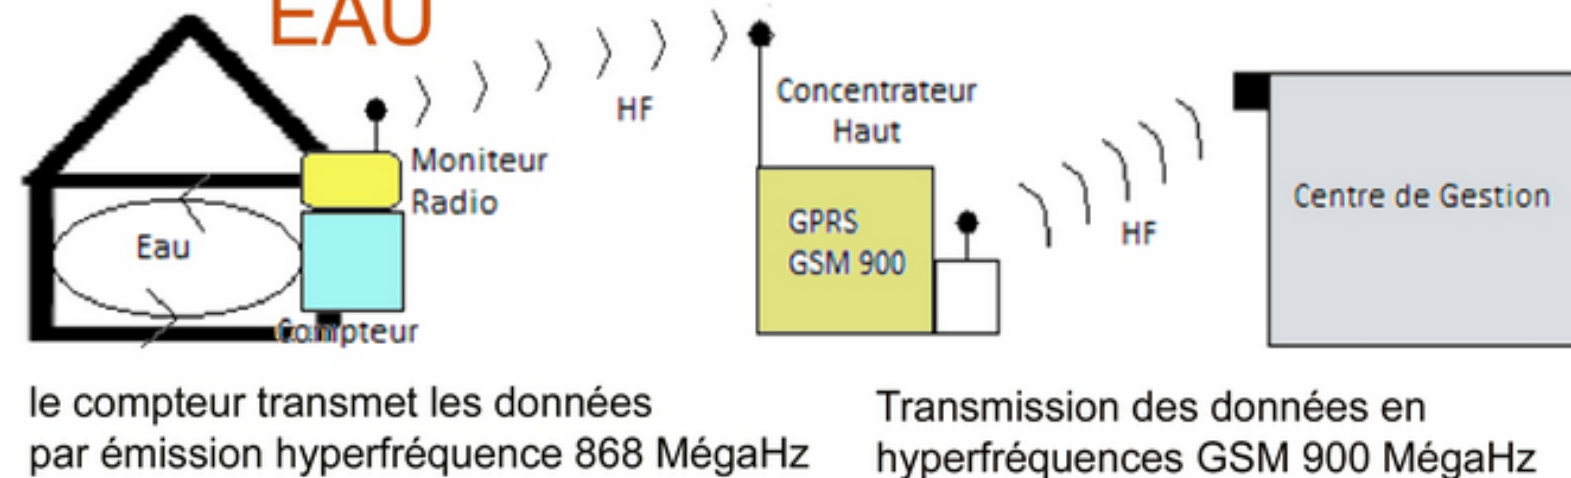 EAU
HF
Concentrateur
Haut
Moniteur
Radio
Eau
GPRS
GSM 900
HF
Centre de Gestion
Compteur
le compteur transmet les données
par émission hyperfréquence 868 MégaHz
Transmission des données en
hyperfréquences GSM 900 MégaHz